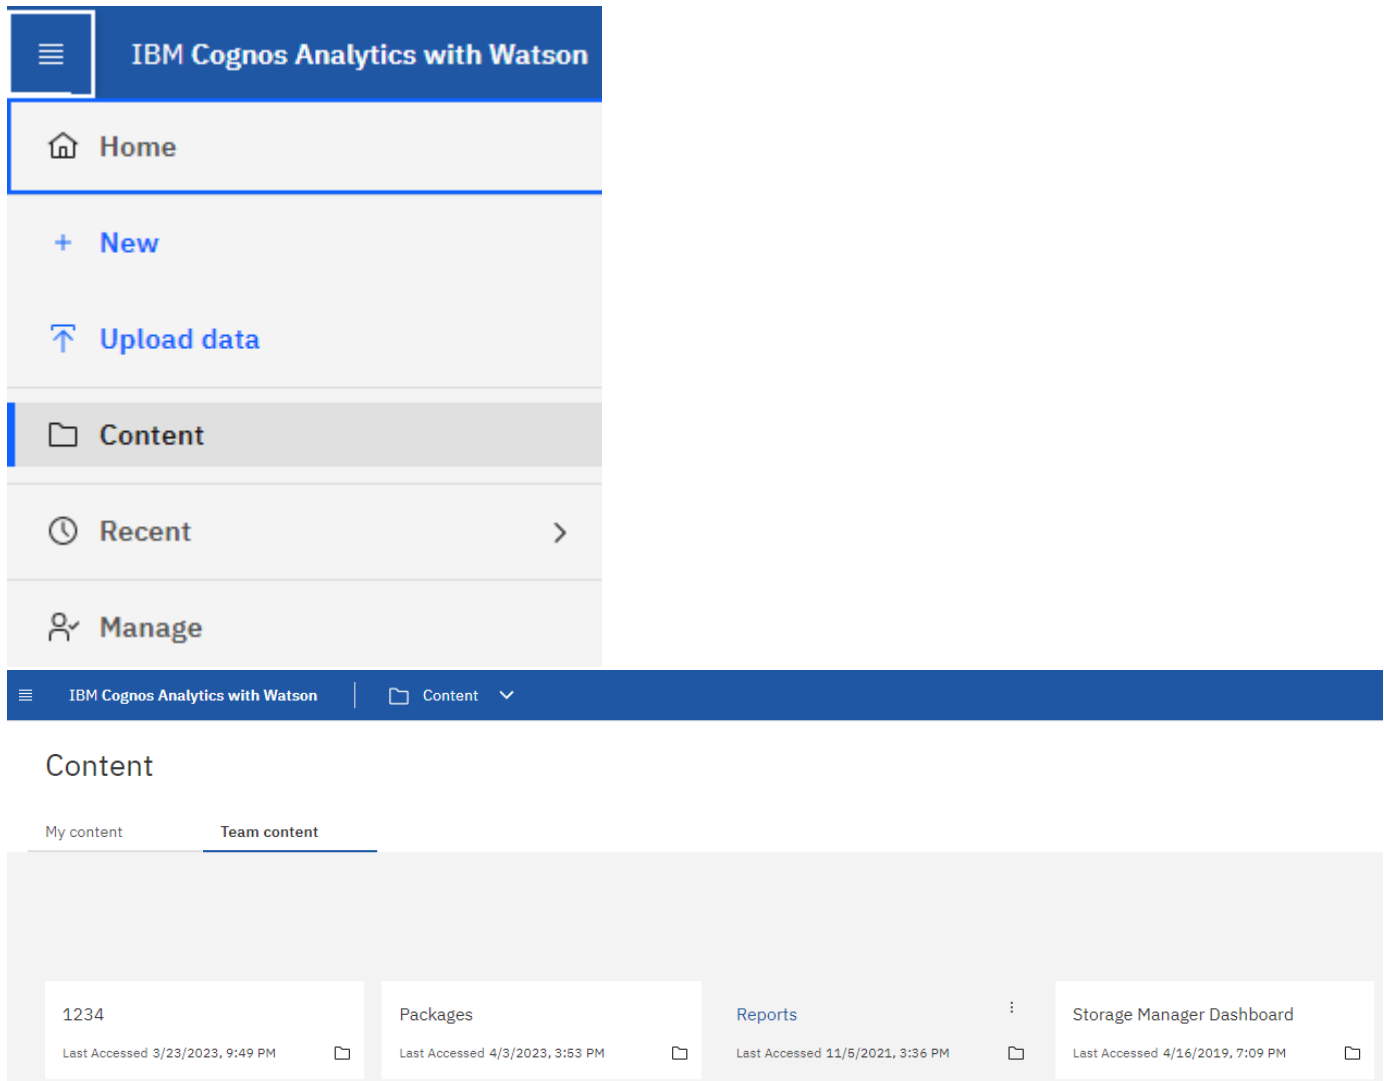 IBM Cognos Analytics with Watson
Home
New
Upload data
Content
Recent
Manage
IBM Cognos Analytics with Watson Content
Content
My content Team content
1234 Packages Reports Storage Manager Dashboard
Last Accessed 3/23/2023, 9:49 PM Last Accessed 4/3/2023, 3:53 PM Last Accessed 11/5/2021, 3:36 PM Last Accessed 4/16/2019, 7:09 PM